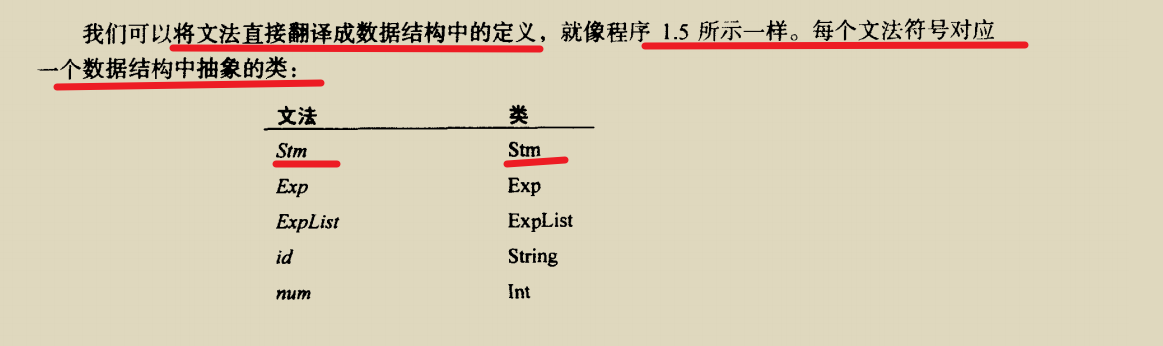 我们可以将文法直接翻译成数据结构中的定义，就像程序 1.5 所示一样。每个文法符号对应
一个数据结构中抽象的类：
文法 类
Stm Stm
Exp Exp
ExpList ExpList
id String
num Int